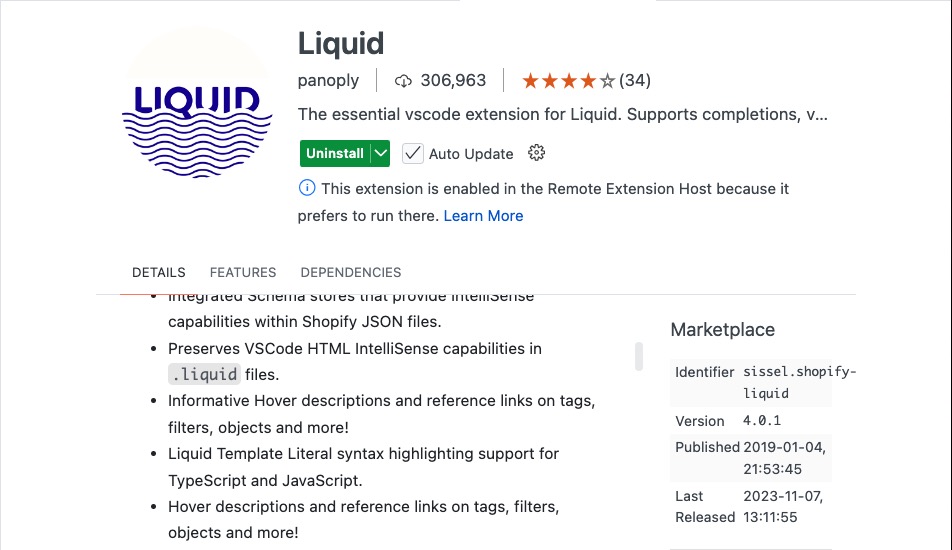 Liquid
panoply 306,963 (34)
LIQUID
The essential vscode extension for Liquid. Supports completions, v...
Uninstall Auto Update
This extension is enabled in the Remote Extension Host because it
prefers to run there. Learn More
DETAILS FEATURES DEPENDENCIES
• Integrated Schema stores that provide IntelliSense
capabilities within Shopify JSON files.
• Preserves VSCode HTML IntelliSense capabilities in
.liquid files.
• Informative Hover descriptions and reference links on tags,
filters, objects and more!
• Liquid Template Literal syntax highlighting support for
TypeScript and JavaScript.
• Hover descriptions and reference links on tags, filters,
objects and more!
Marketplace
Identifier sissel.shopify-
liquid
Version 4.0.1
Published 2019-01-04,
21:53:45
Last 2023-11-07,
Released 13:11:55